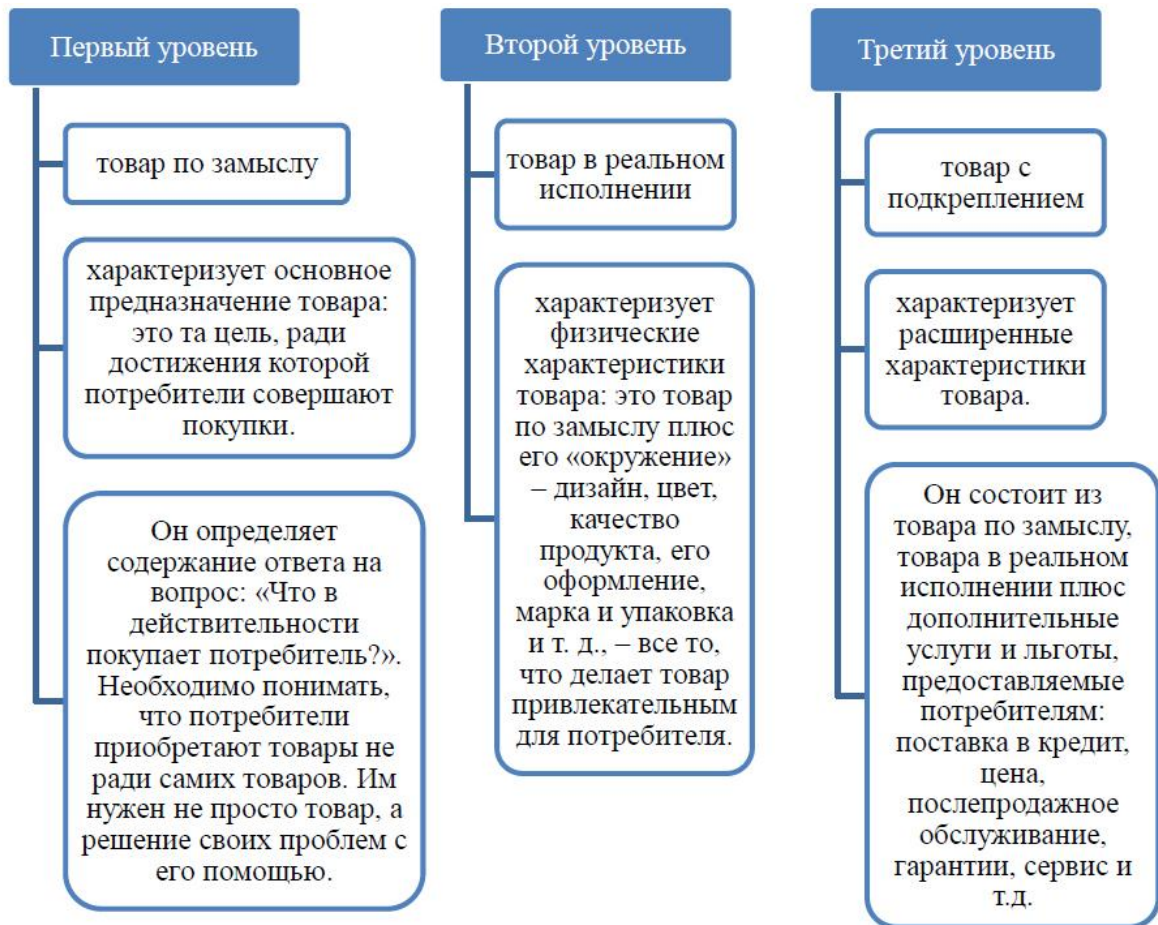 Первый уровень
товар по замыслу
характеризует основное
предназначение товара:
это та цель, ради
достижения которой
потребители совершают
покупки.
Он определяет
содержание ответа на
вопрос: «Что в
действительности
покупает потребитель?».
Необходимо понимать,
что потребители
приобретают товары не
ради самих товаров. Им
нужен не просто товар, а
решение своих проблем с
его помощью.
Второй уровень
товар в реальном
исполнении
характеризует
физические
характеристики
товара: это товар
по замыслу плюс
его «окружение»
– дизайн, цвет,
качество
продукта, его
оформление,
марка и упаковка
и т. д., – все то,
что делает товар
привлекательным
для потребителя.
Третий уровень
товар с
подкреплением
характеризует
расширенные
характеристики
товара.
Он состоит из
товара по замыслу,
товара в реальном
исполнении плюс
дополнительные
услуги и льготы,
предоставляемые
потребителям:
поставка в кредит,
цена,
послепродажное
обслуживание,
гарантии, сервис и
т.д.